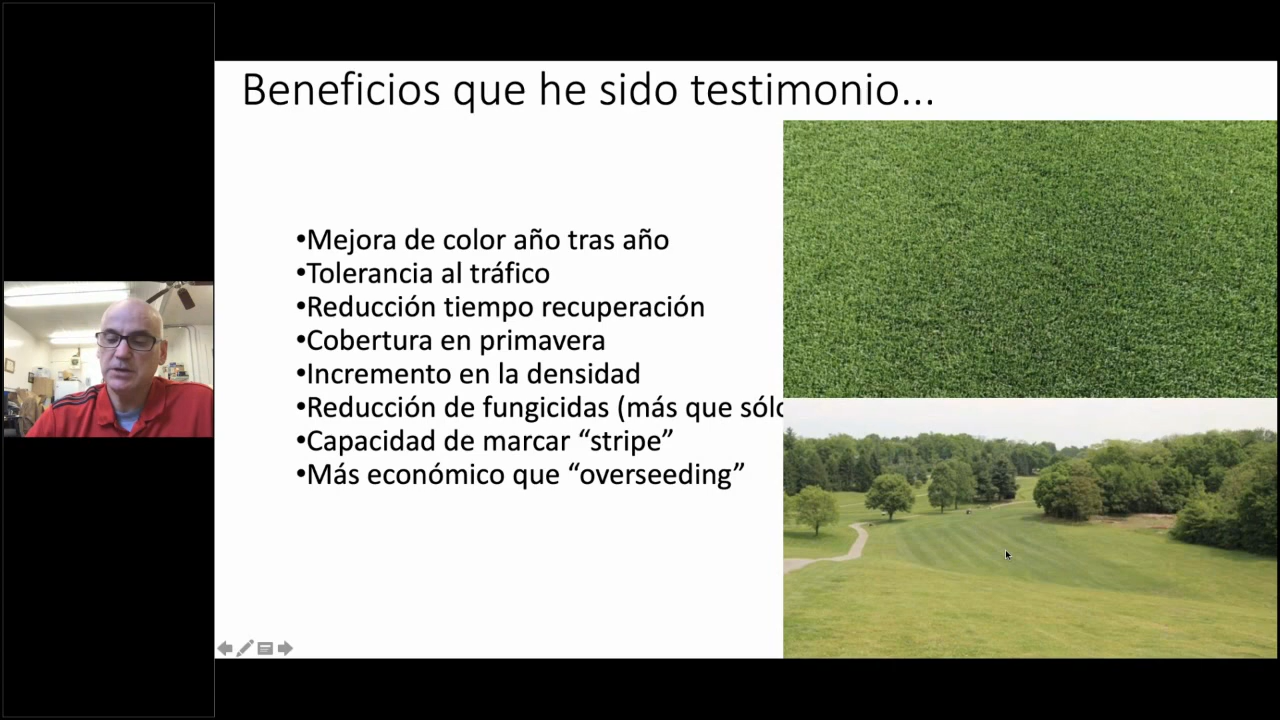 Beneficios que he sido testimonio...
•Mejora de color año tras año
•Tolerancia al tráfico
•Reducción tiempo recuperación
•Cobertura en primavera
•Incremento en la densidad
•Reducción de fungicidas (más que sólo
•Capacidad de marcar “stripe”
•Más económico que “overseeding”